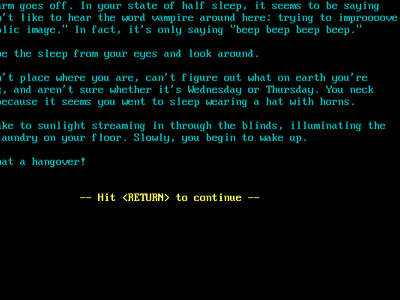 arm goes off. In your state of half sleep, it seems to be saying
n't like to hear the word vampire around here; trying to improoove
blic image." In fact, it's only saying "beep beep beep beep."
pe the sleep from your eyes and look around.
n't place where you are, can't figure out what on earth you're
g, and aren't sure whether it's Wednesday or Thursday. You neck
because it seems you went to sleep wearing a hat with horns.
ake to sunlight streaming in through the blinds, illuminating the
laundry on your floor. Slowly, you begin to wake up.
hat a hangover!
-- Hit <RETURN> to continue --